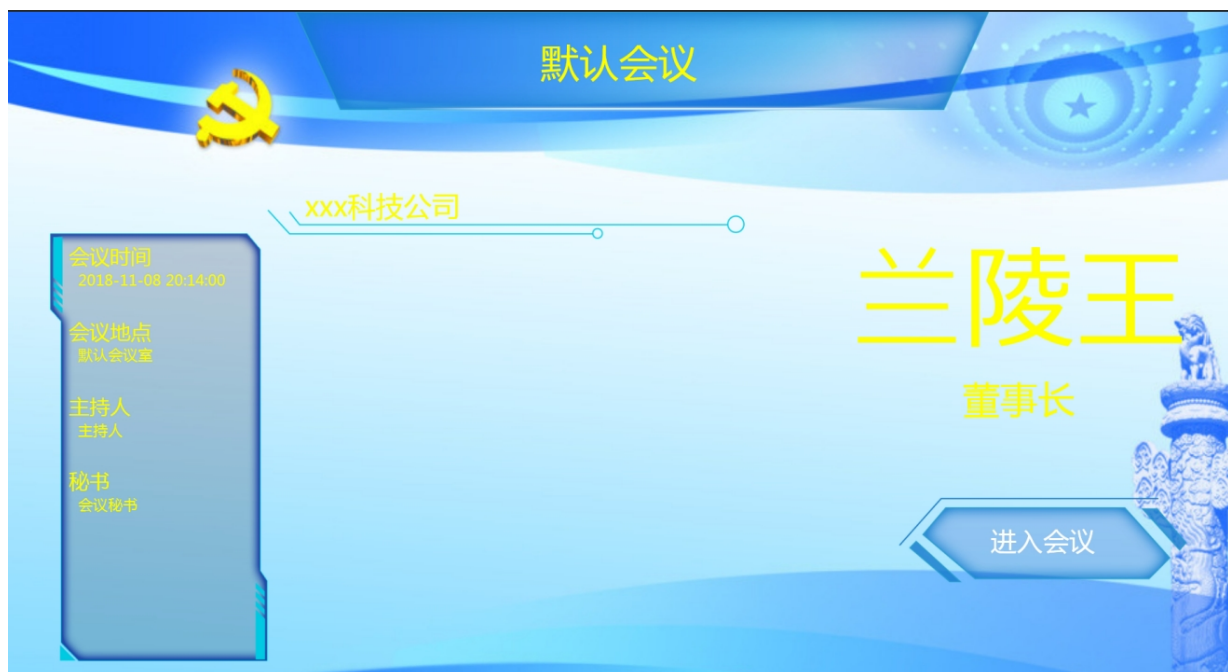 默认会议
xxx科技公司
会议时间
2018-11-08 20:14:00
会议地点
默认会议室
主持人
主持人
秘书
会议秘书
兰陵王
董事长
进入会议